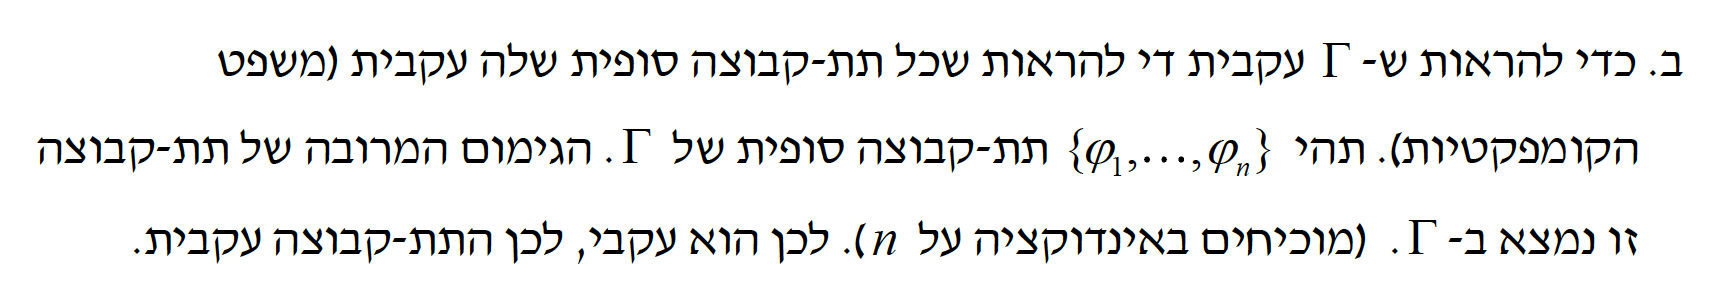 ב. כדי להראות ש- Γ עקבית די להראות שכל תת-קבוצה סופית שלה עקבית (משפט
הקומפקטיות). תהי {φ₁,…,φₙ} תת-קבוצה סופית של Γ. הגימום המרובה של תת-קבוצה
זו נמצא ב- Γ. (מוכיחים באינדוקציה על n). לכן הוא עקבי, לכן התת-קבוצה עקבית.